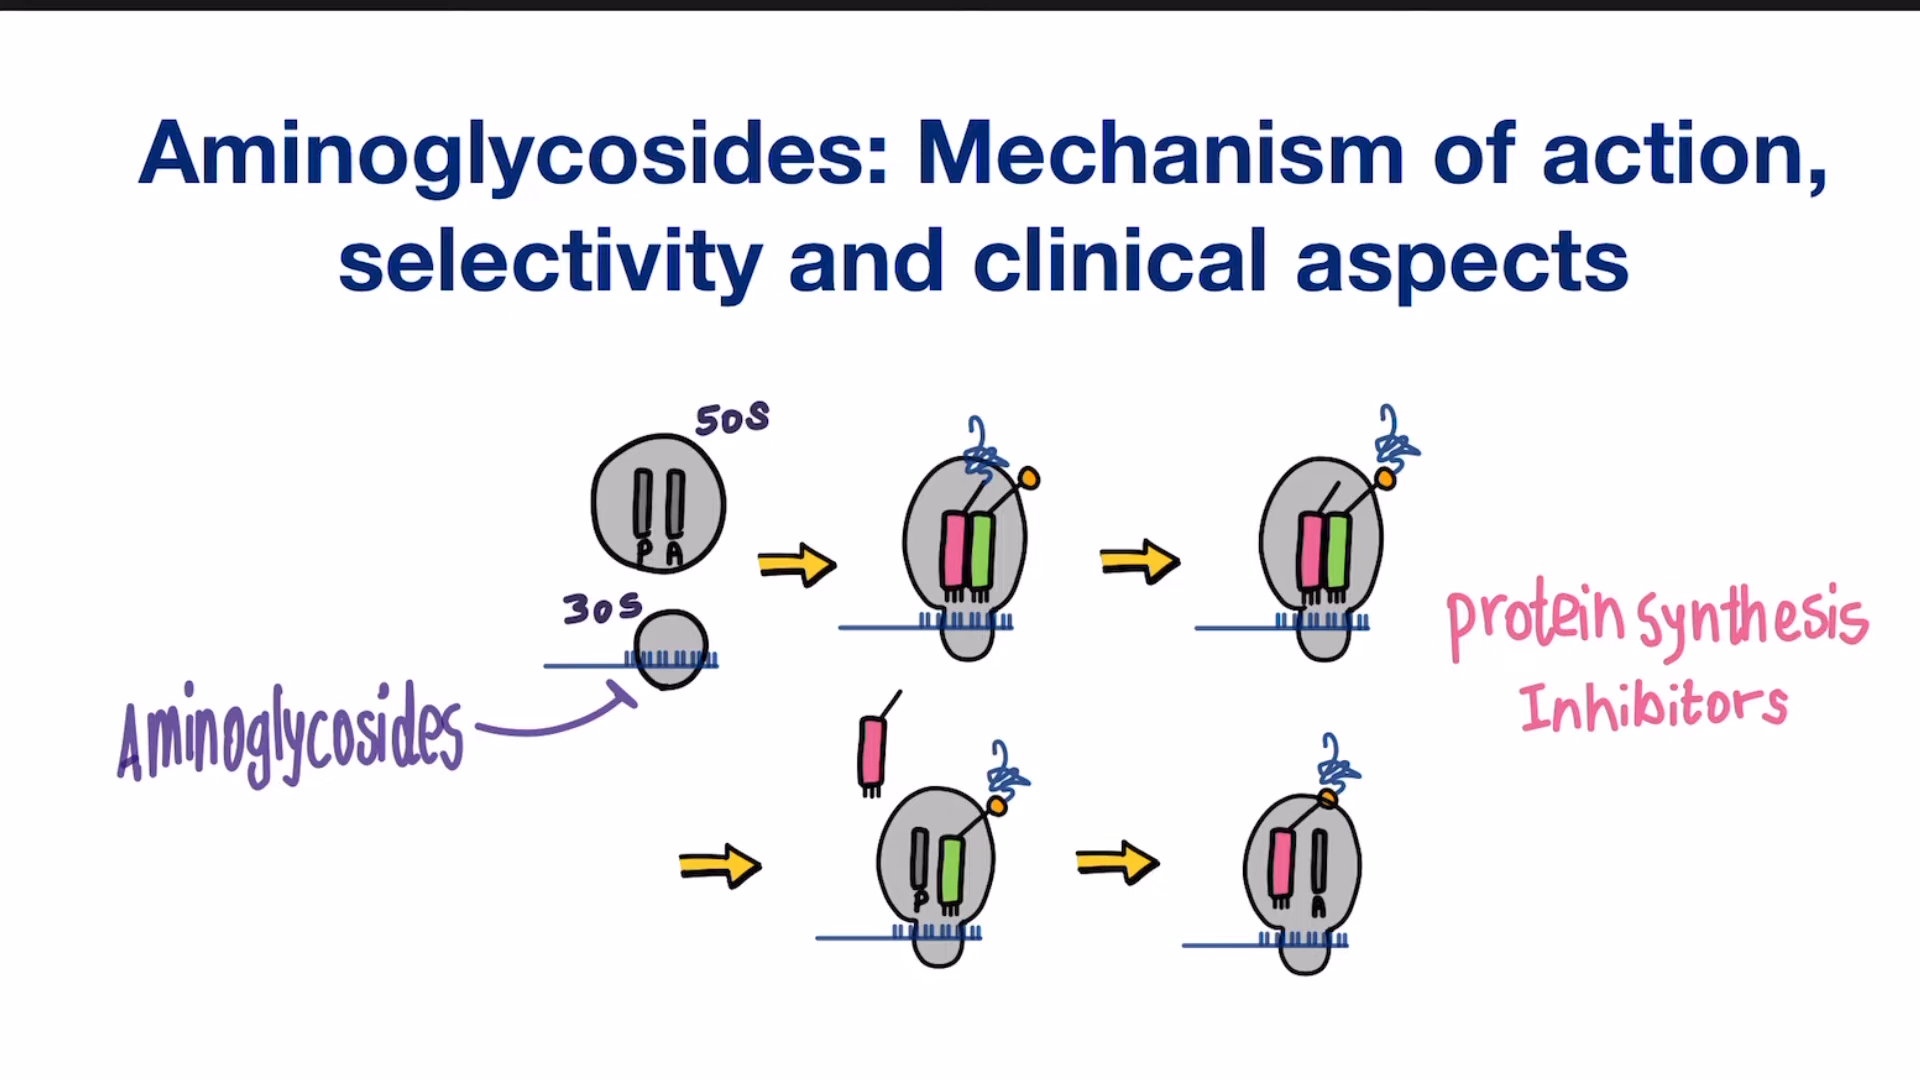 Aminoglycosides: Mechanism of action,
selectivity and clinical aspects
50S
P A
30S
Aminoglycosides
protein synthesis
Inhibitors
P
A